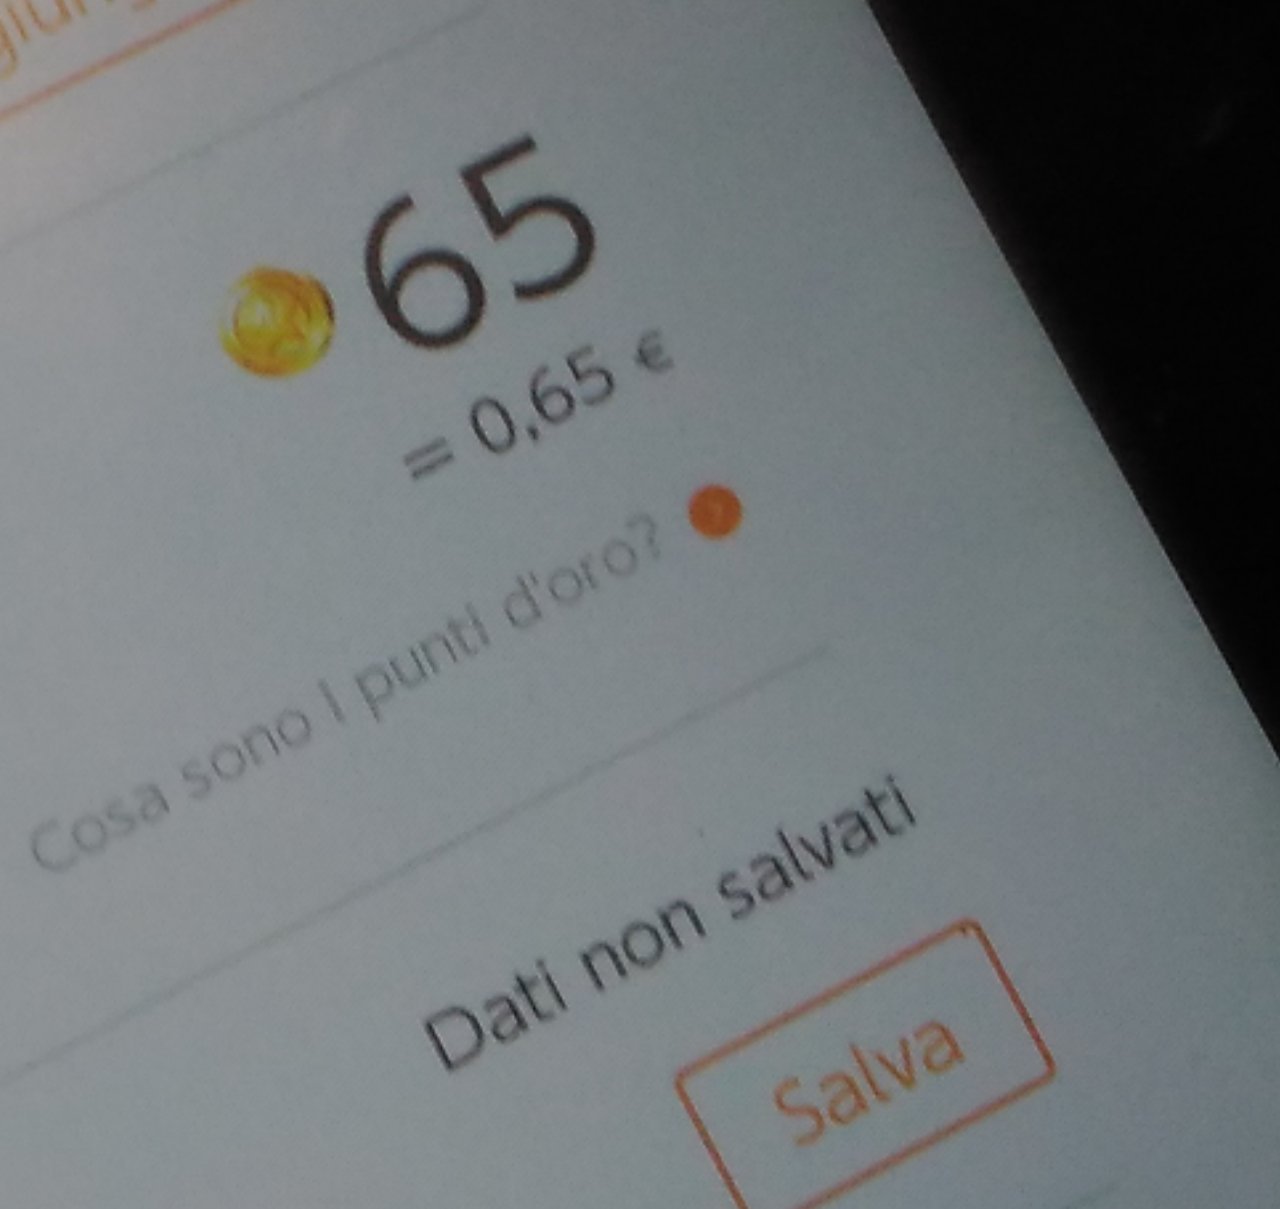 65
= 0,65 €
Cosa sono I punti d'oro? ?
Dati non salvati
Salva